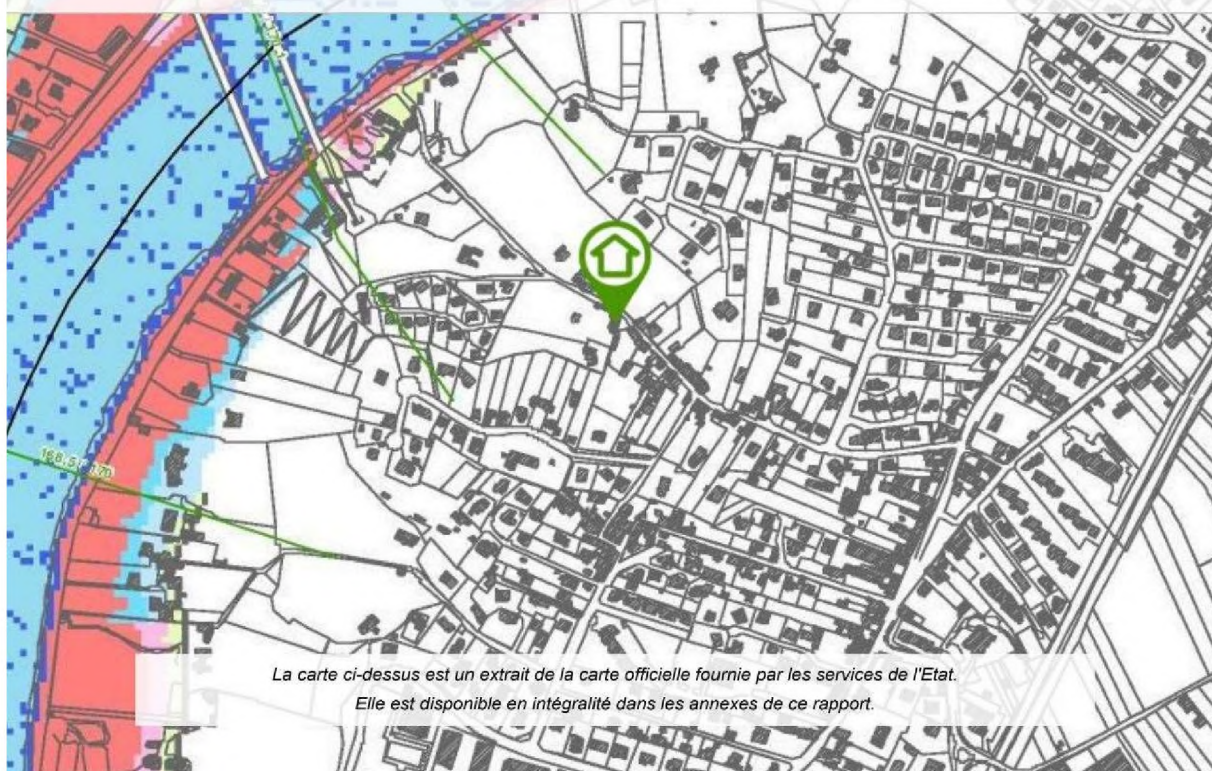 La carte ci-dessus est un extrait de la carte officielle fournie par les services de l'Etat.
Elle est disponible en intégralité dans les annexes de ce rapport.